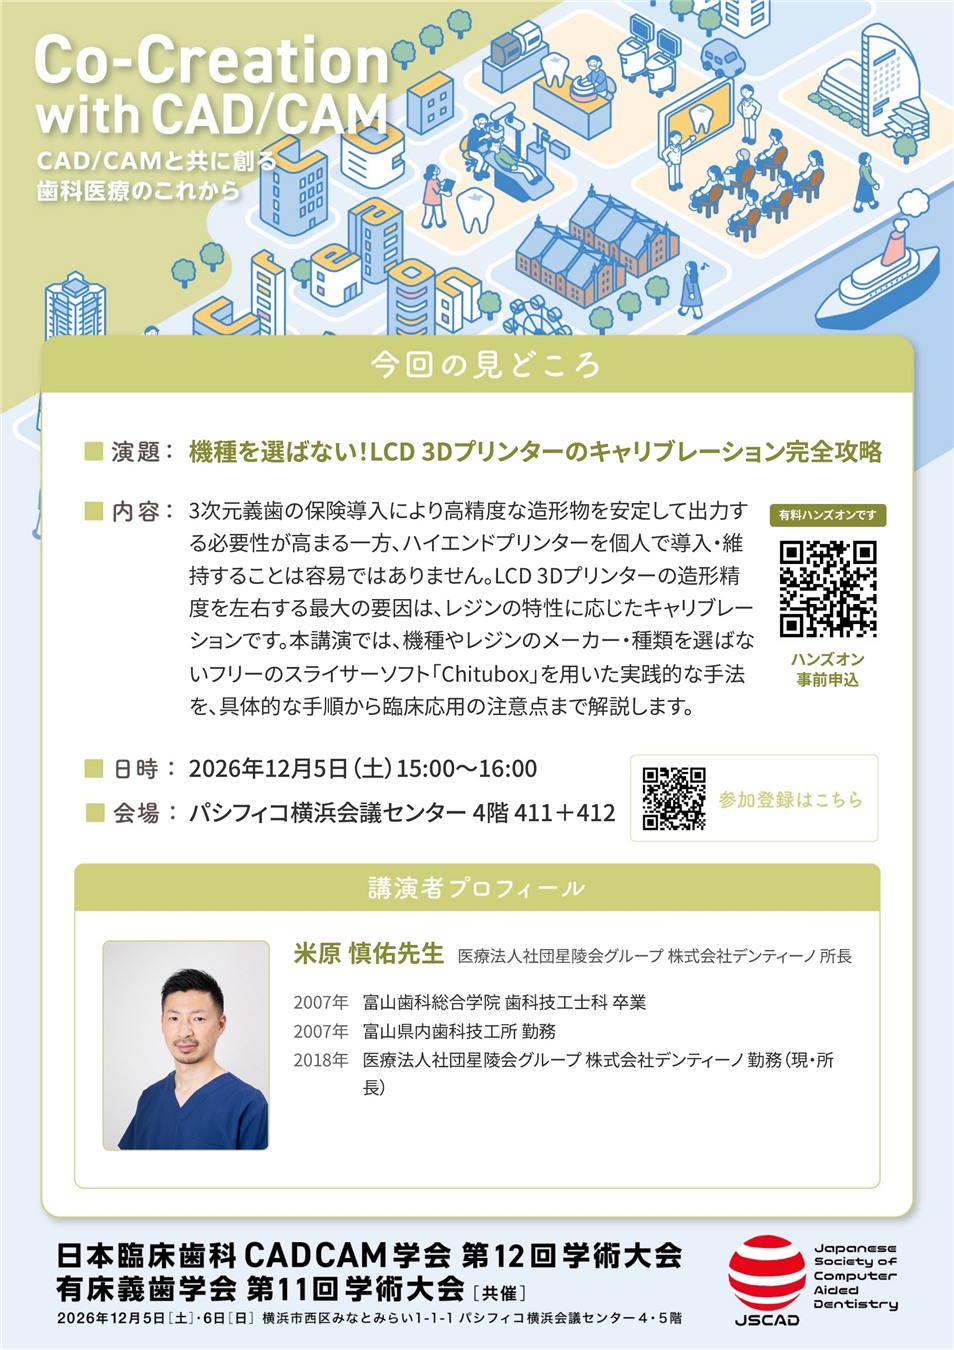 Co-Creation
with CAD/CAM
CAD/CAMと共に創る
歯科医療のこれから
Co
Creation
今回の見どころ
演題： 機種を選ばない！LCD 3Dプリンターのキャリブレーション完全攻略
内容： 3次元義歯の保険導入により高精度な造形物を安定して出力す
る必要性が高まる一方、ハイエンドプリンターを個人で導入・維
持することは容易ではありません。LCD 3Dプリンターの造形精
度を左右する最大の要因は、レジンの特性に応じたキャリブレー
ションです。本講演では、機種やレジンのメーカー・種類を選ばな
いフリーのスライサーソフト「Chitubox」を用いた実践的な手法
を、具体的な手順から臨床応用の注意点まで解説します。
有料ハンズオンです
ハンズオン
事前申込
日時： 2026年12月5日（土）15:00〜16:00
会場： パシフィコ横浜会議センター 4階 411＋412
参加登録はこちら
講演者プロフィール
米原 慎佑先生 医療法人社団星陵会グループ 株式会社デンティーノ 所長
2007年 富山歯科総合学院 歯科技工士科 卒業
2007年 富山県内歯科技工所 勤務
2018年 医療法人社団星陵会グループ 株式会社デンティーノ 勤務（現・所
長）
日本臨床歯科CADCAM学会 第12回学術大会
有床義歯学会 第11回学術大会［共催］
2026年12月5日［土］・6日［日］ 横浜市西区みなとみらい1-1-1 パシフィコ横浜会議センター4・5階
Japanese
Society of
Computer
Aided
Dentistry
JSCAD